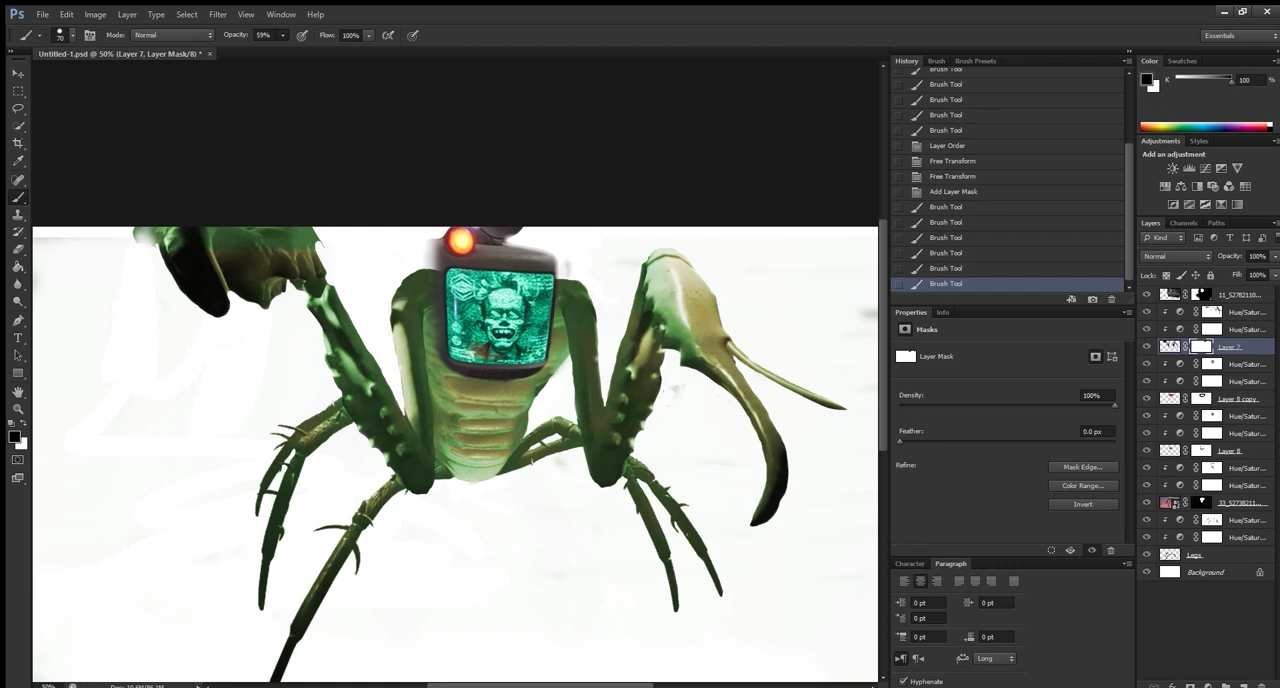 Ps File Edit Image Layer Type Select Filter 3D View Window Help
70 Mode: Normal Opacity: 59% Flow: 100% Essentials
Untitled-1.psd @ 50% (Layer 7, Layer Mask/8) * ×
History Brush Brush Presets
Brush Tool
Brush Tool
Brush Tool
Brush Tool
Brush Tool
Layer Order
Free Transform
Free Transform
Add Layer Mask
Brush Tool
Brush Tool
Brush Tool
Brush Tool
Brush Tool
Brush Tool
Properties Info
Masks
Layer Mask
Density: 100%
Feather: 0.0 px
Refine: Mask Edge...
Color Range...
Invert
Character Paragraph
0 pt 0 pt
0 pt
0 pt 0 pt
Long
Hyphenate
Color Swatches
K 100 %
Adjustments Styles
Add an adjustment
Layers Channels Paths
Kind
Normal Opacity: 100%
Lock: Fill: 100%
Hue/Satur...
Hue/Satur...
Layer 7
Hue/Satur...
Hue/Satur...
Layer 8 copy
Hue/Satur...
Hue/Satur...
Layer 8
Hue/Satur...
Hue/Satur...
Hue/Satur...
Hue/Satur...
Legs
Background